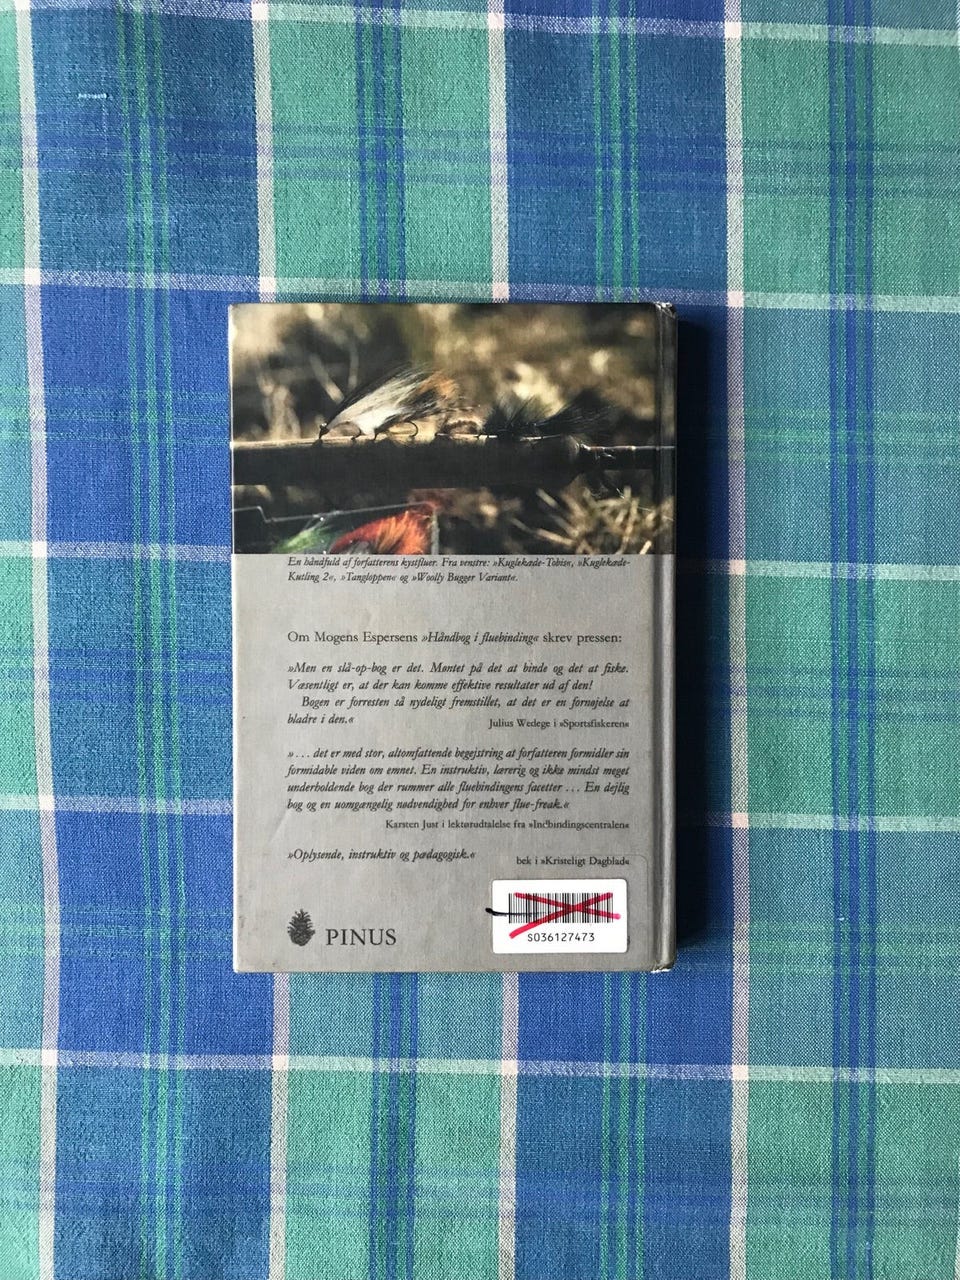 En håndfuld af forfatterens kystfluer. Fra venstre: »Kuglekæde-Tobis«, »Kuglekæde-
Kutling 2«, »Tangloppen« og »Woolly Bugger Variant«.
Om Mogens Espersens »Håndbog i fluebinding« skrev pressen:
»Men en slå-op-bog er det. Møntet på det at binde og det at fiske.
Væsentligt er, at der kan komme effektive resultater ud af den!
Bogen er forresten så nydeligt fremstillet, at det er en fornøjelse at
bladre i den.«
Julius Wedege i »Sportsfiskeren«
»... det er med stor, altomfattende begejstring at forfatteren formidler sin
formidable viden om emnet. En instruktiv, lærerig og ikke mindst meget
underholdende bog der rummer alle fluebindingens facetter ... En dejlig
bog og en uomgængelig nødvendighed for enhver flue-freak.«
Karsten Just i lektørudtalelse fra »Indbindingscentralen«
»Oplysende, instruktiv og pædagogisk.«
bek i »Kristeligt Dagblad«
PINUS
S036127473